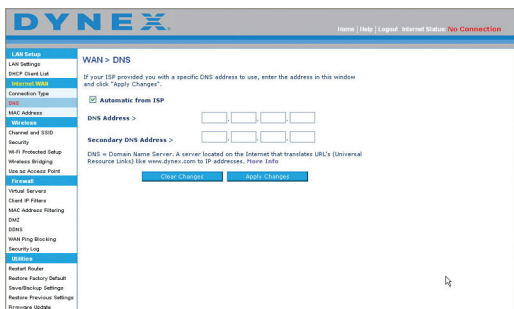 DYNEX
Home | Help | Logout Internet Status: No Connection
LAN Setup
LAN Settings
DHCP Client List
Internet WAN
Connection Type
DNS
MAC Address
Wireless
Channel and SSID
Security
Wi-Fi Protected Setup
Wireless Bridging
Use as Access Point
Firewall
Virtual Servers
Client IP Filters
MAC Address Filtering
DMZ
DDNS
WAN Ping Blocking
Security Log
Utilities
Restart Router
Restore Factory Default
Save/Backup Settings
Restore Previous Settings
Firmware Update
WAN > DNS
If your ISP provided you with a specific DNS address to use, enter the address in this window
and click "Apply Changes".
Automatic from ISP
DNS Address >
Secondary DNS Address >
DNS = Domain Name Server. A server located on the Internet that translates URL's (Universal
Resource Links) like www.dynex.com to IP addresses. More Info
Clear Changes
Apply Changes